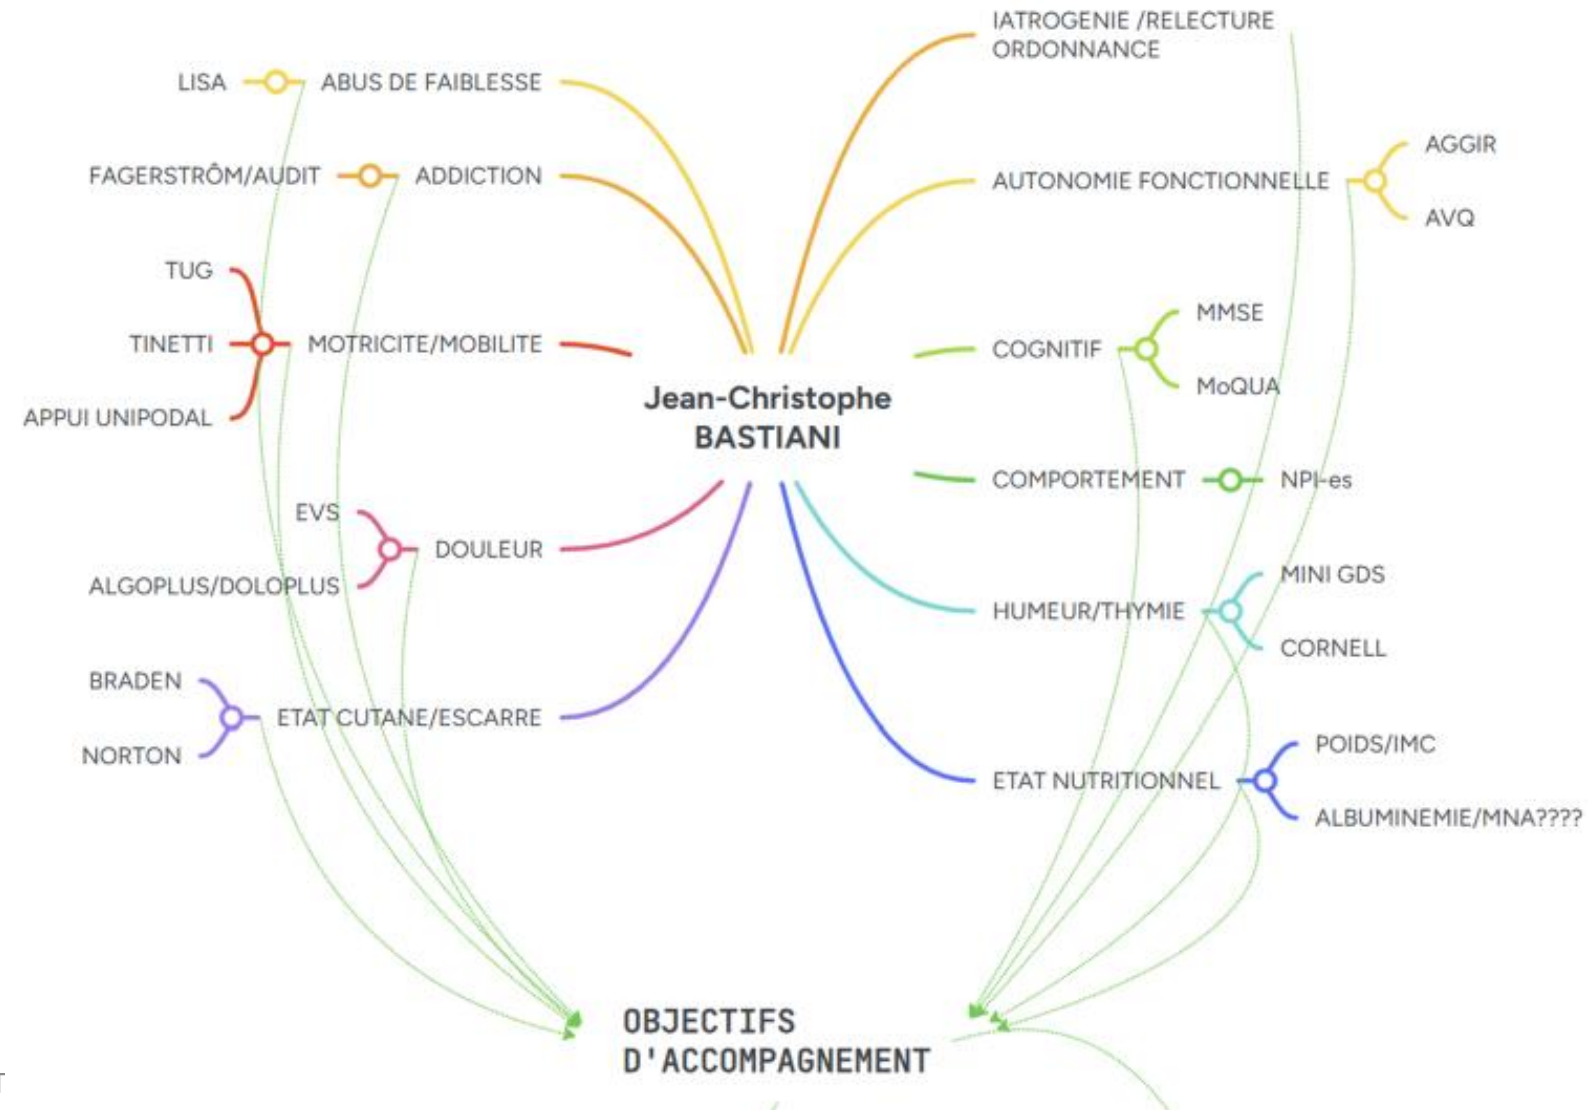 IATROGENIE /RELECTURE
ORDONNANCE
LISA
ABUS DE FAIBLESSE
FAGERSTRÔM/AUDIT
ADDICTION
AUTONOMIE FONCTIONNELLE
AGGIR
AVQ
TUG
TINETTI
MOTRICITE/MOBILITE
APPUI UNIPODAL
COGNITIF
MMSE
MoQUA
Jean-Christophe
BASTIANI
COMPORTEMENT
NPI-es
EVS
DOULEUR
ALGOPLUS/DOLOPLUS
HUMEUR/THYMIE
MINI GDS
CORNELL
BRADEN
ETAT CUTANE/ESCARRE
NORTON
ETAT NUTRITIONNEL
POIDS/IMC
ALBUMINEMIE/MNA????
OBJECTIFS
D'ACCOMPAGNEMENT